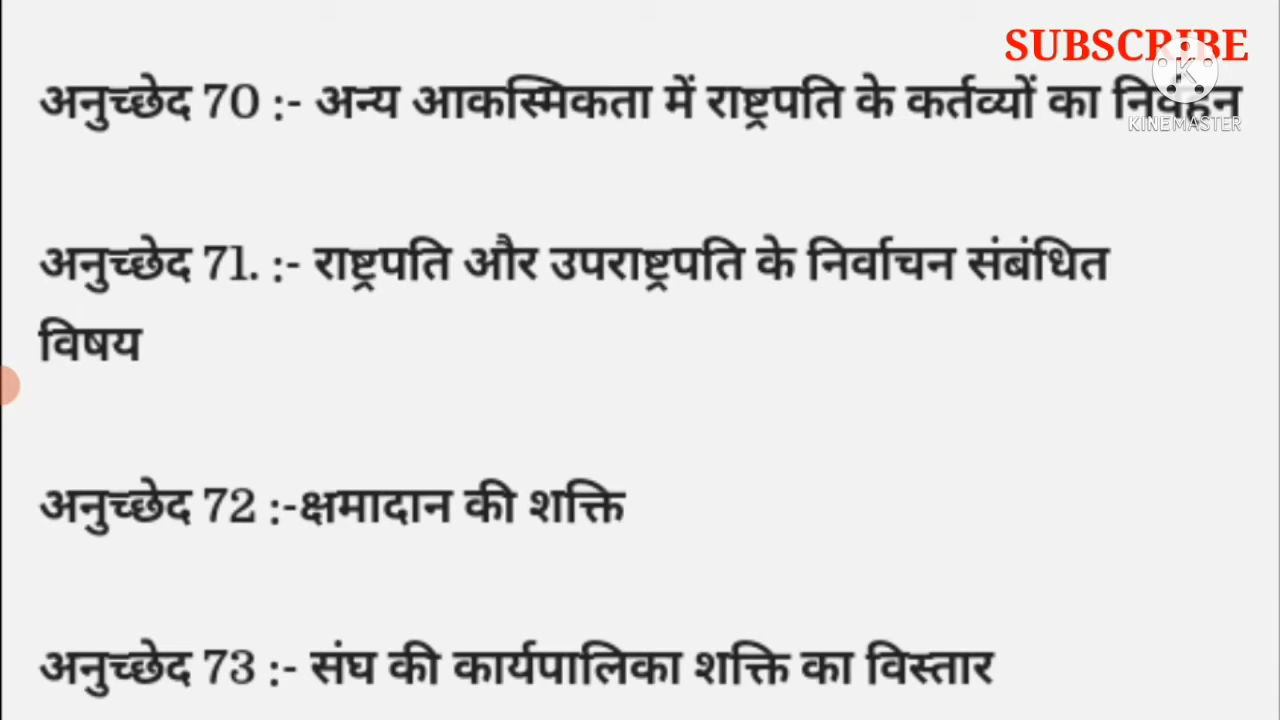 SUBSCRIBE
अनुच्छेद 70 :- अन्य आकस्मिकता में राष्ट्रपति के कर्तव्यों का निर्वहन
KINEMASTER
अनुच्छेद 71. :- राष्ट्रपति और उपराष्ट्रपति के निर्वाचन संबंधित
विषय
अनुच्छेद 72 :-क्षमादान की शक्ति
अनुच्छेद 73 :- संघ की कार्यपालिका शक्ति का विस्तार